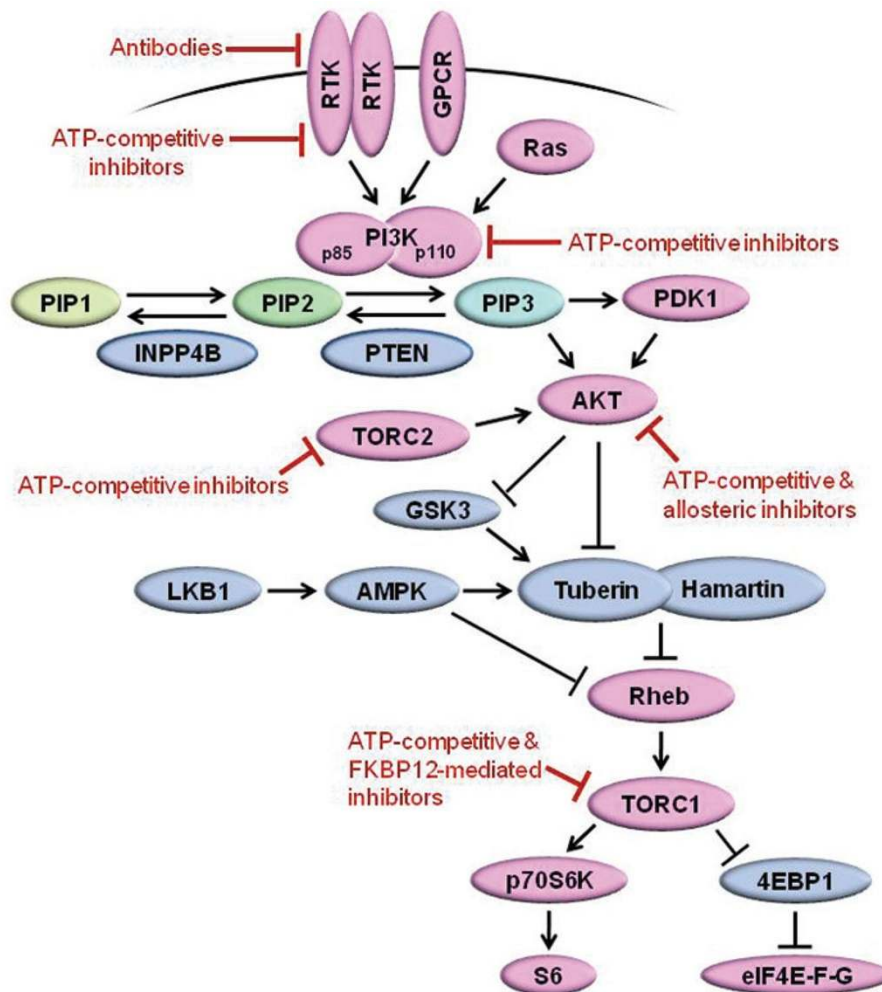 Antibodies
RTK
RTK
GPCR
ATP-competitive
inhibitors
Ras
PI3K
p85
p110
ATP-competitive inhibitors
PIP1
PIP2
PIP3
PDK1
INPP4B
PTEN
AKT
TORC2
ATP-competitive inhibitors
ATP-competitive &
allosteric inhibitors
GSK3
LKB1
AMPK
Tuberin
Hamartin
Rheb
ATP-competitive &
FKBP12-mediated
inhibitors
TORC1
p70S6K
4EBP1
S6
eIF4E-F-G